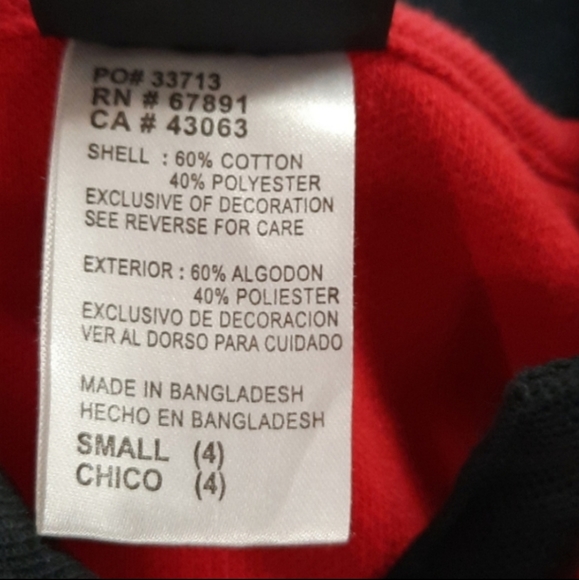 PO# 33713
RN # 67891
CA # 43063
SHELL : 60% COTTON
40% POLYESTER
EXCLUSIVE OF DECORATION
SEE REVERSE FOR CARE
EXTERIOR : 60% ALGODON
40% POLIESTER
EXCLUSIVO DE DECORACION
VER AL DORSO PARA CUIDADO
MADE IN BANGLADESH
HECHO EN BANGLADESH
SMALL (4)
CHICO (4)